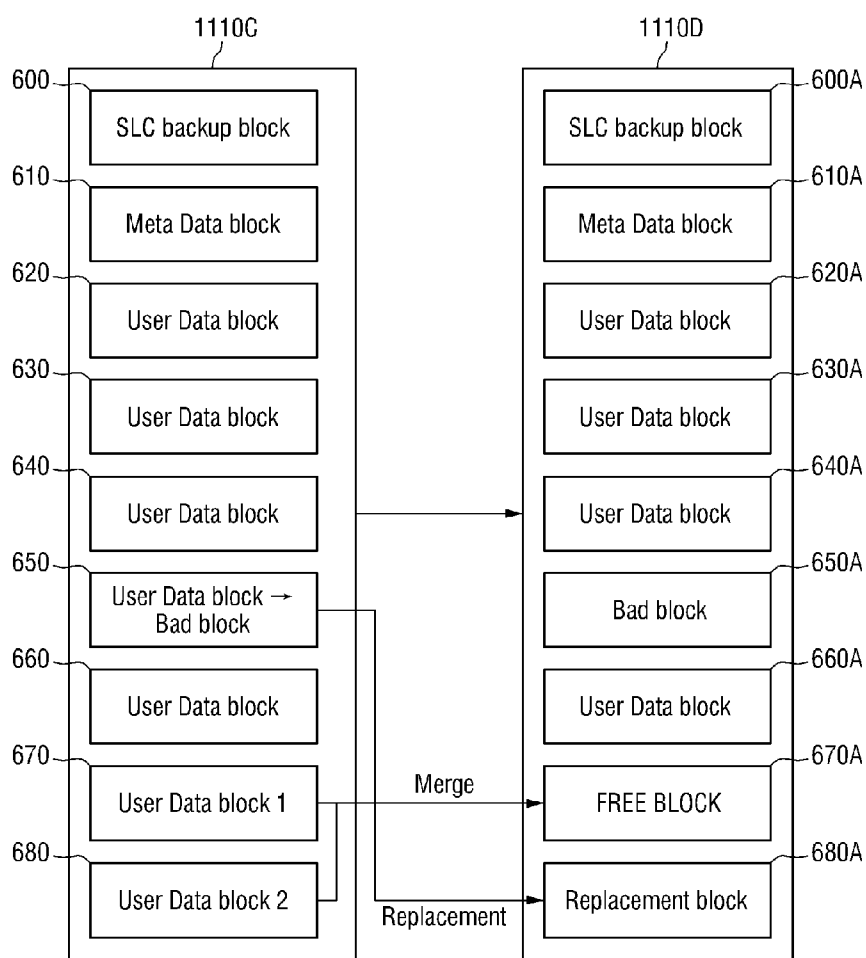 1110C 1110D
600 SLC backup block SLC backup block 600A
610 Meta Data block Meta Data block 610A
620 User Data block User Data block 620A
630 User Data block User Data block 630A
640 User Data block User Data block 640A
650 User Data block →
Bad block Bad block 650A
660 User Data block User Data block 660A
670 User Data block 1 Merge FREE BLOCK 670A
680 User Data block 2 Replacement Replacement block 680A